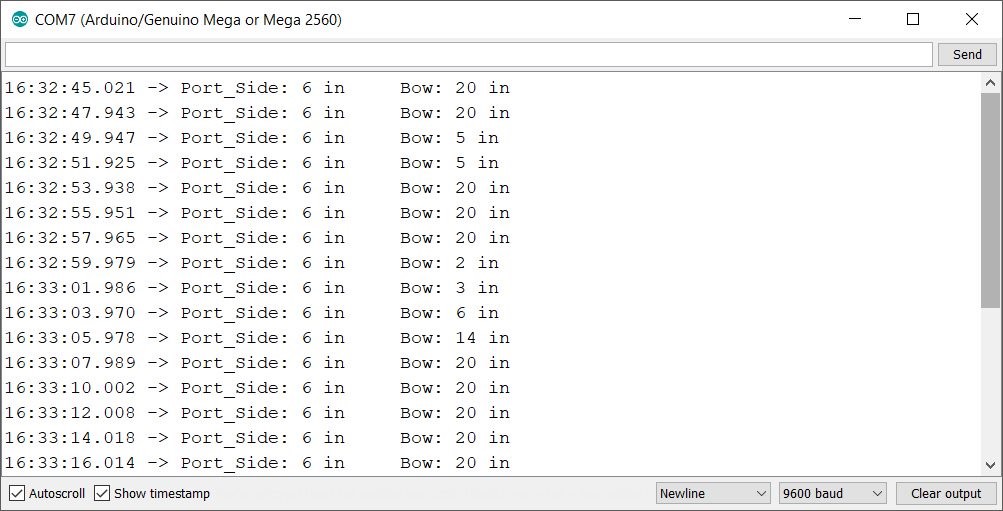 COM7 (Arduino/Genuino Mega or Mega 2560)
Send
16:32:45.021 -> Port_Side: 6 in     Bow: 20 in
16:32:47.943 -> Port_Side: 6 in     Bow: 20 in
16:32:49.947 -> Port_Side: 6 in     Bow: 5 in
16:32:51.925 -> Port_Side: 6 in     Bow: 5 in
16:32:53.938 -> Port_Side: 6 in     Bow: 20 in
16:32:55.951 -> Port_Side: 6 in     Bow: 20 in
16:32:57.965 -> Port_Side: 6 in     Bow: 20 in
16:32:59.979 -> Port_Side: 6 in     Bow: 2 in
16:33:01.986 -> Port_Side: 6 in     Bow: 3 in
16:33:03.970 -> Port_Side: 6 in     Bow: 6 in
16:33:05.978 -> Port_Side: 6 in     Bow: 14 in
16:33:07.989 -> Port_Side: 6 in     Bow: 20 in
16:33:10.002 -> Port_Side: 6 in     Bow: 20 in
16:33:12.008 -> Port_Side: 6 in     Bow: 20 in
16:33:14.018 -> Port_Side: 6 in     Bow: 20 in
16:33:16.014 -> Port_Side: 6 in     Bow: 20 in
Autoscroll Show timestamp Newline 9600 baud Clear output